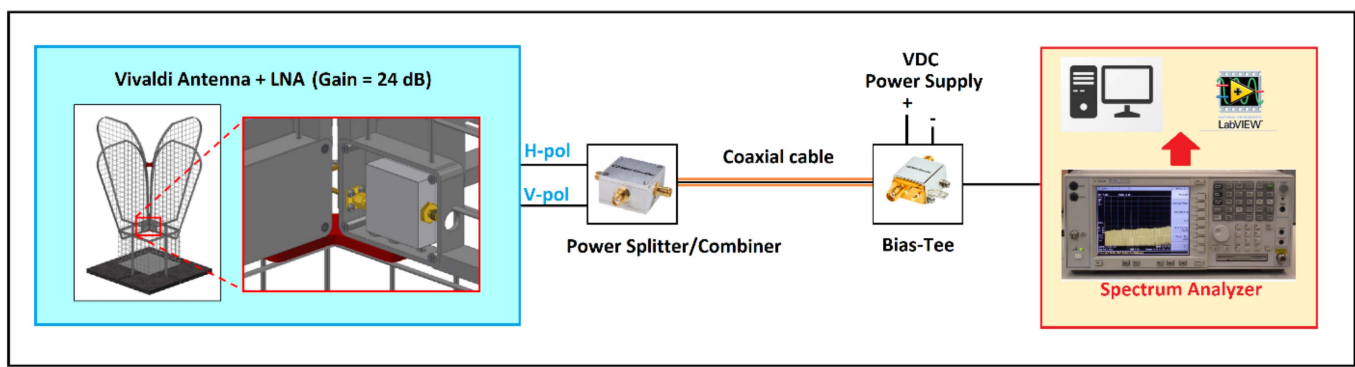 Vivaldi Antenna + LNA (Gain = 24 dB)
H-pol
V-pol
Power Splitter/Combiner
Coaxial cable
VDC
Power Supply
+
-
Bias-Tee
LabVIEW
Spectrum Analyzer